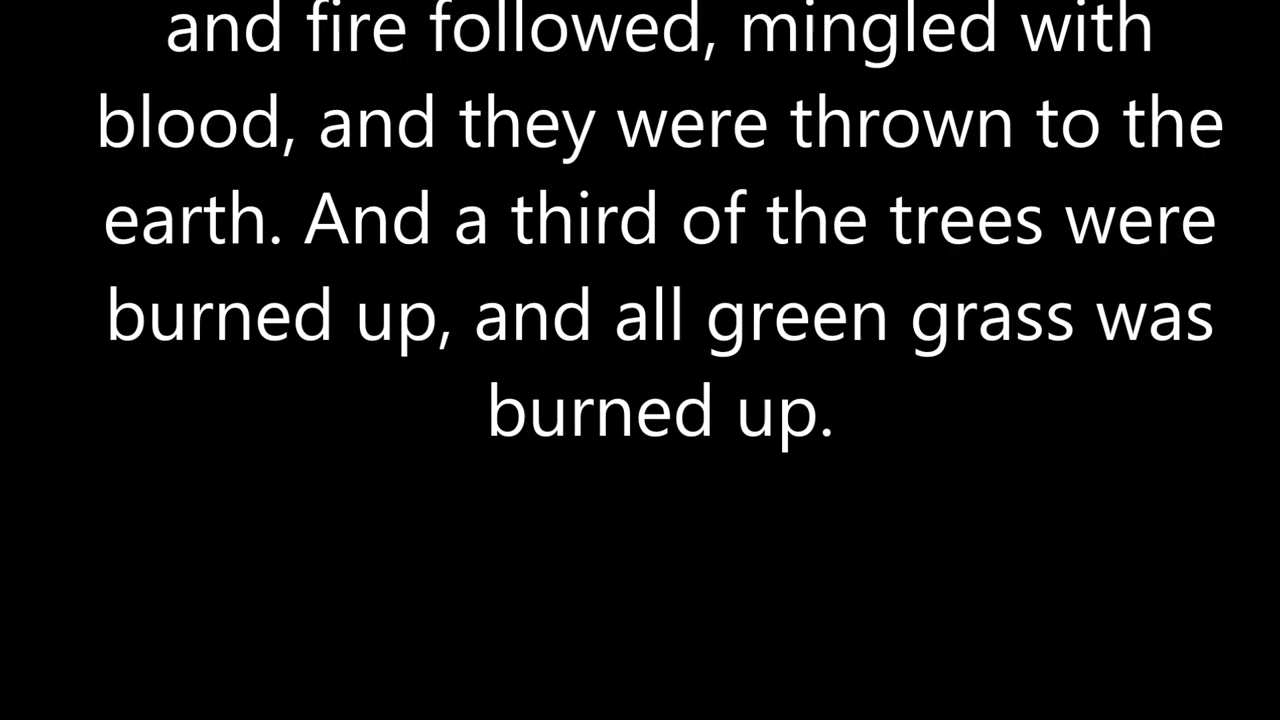 and fire followed, mingled with
blood, and they were thrown to the
earth. And a third of the trees were
burned up, and all green grass was
burned up.